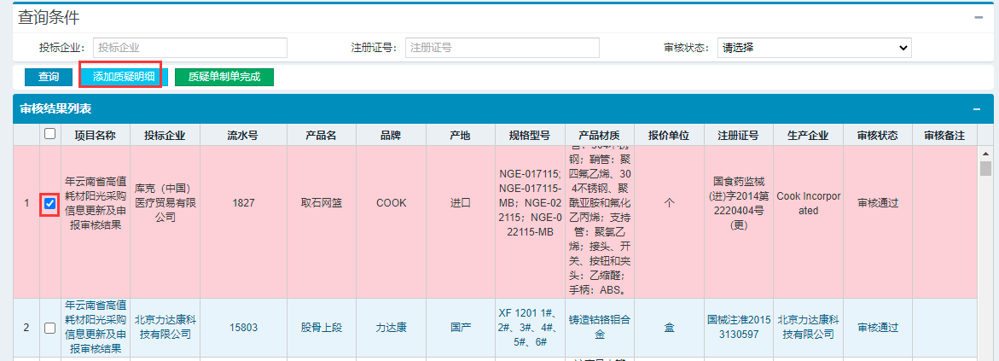 查询条件
投标企业： 投标企业 注册证号： 注册证号 审核状态： 请选择
查询 添加质疑明细 质疑单制单完成
审核结果列表
项目名称 投标企业 流水号 产品名 品牌 产地 规格型号 产品材质 报价单位 注册证号 生产企业 审核状态 审核备注
1
年云南省高值
耗材阳光采购
信息更新及申
报审核结果
库克（中国）
医疗贸易有限
公司
1827
取石网篮
COOK
进口
NGE-017115;
NGE-017115-
MB；NGE-02
2115；NGE-0
22115-MB
管：304不锈
钢；鞘管：聚
四氟乙烯、30
4不锈钢、聚
酰亚胺和氟化
乙丙烯；支持
管：聚氯乙
烯；接头、开
关、按钮和夹
头：乙缩醛；
手柄：ABS。
个
国食药监械
(进)字2014第
2220404号
(更)
Cook Incorpor
ated
审核通过
2
年云南省高值
耗材阳光采购
信息更新及申
报审核结果
北京力达康科
技有限公司
15803
股骨上段
力达康
国产
XF 1201 1#、
2#、3#、4#、
5#、6#
铸造钴铬钼合
金
盒
国械注准2015
3130597
北京力达康科
技有限公司
审核通过